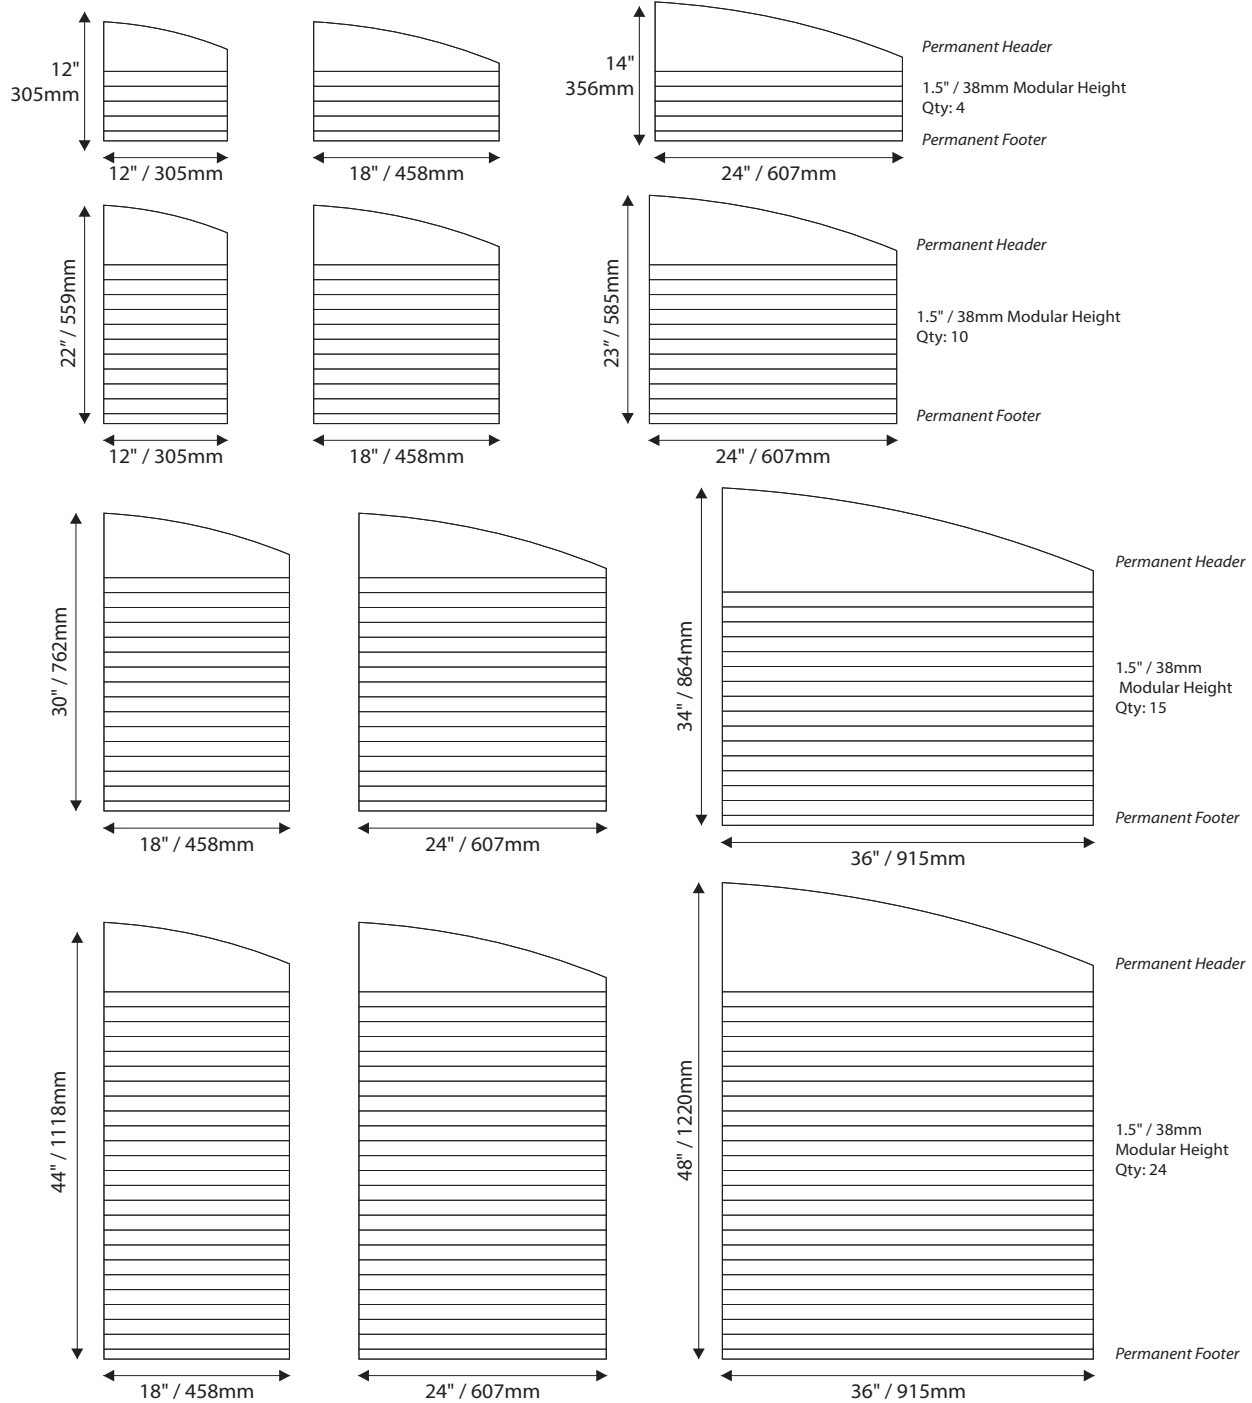 12"
305mm
14"
356mm
Permanent Header
1.5" / 38mm Modular Height
Qty: 4
Permanent Footer
12" / 305mm
18" / 458mm
24" / 607mm
22" / 559mm
23" / 585mm
Permanent Header
1.5" / 38mm Modular Height
Qty: 10
Permanent Footer
12" / 305mm
18" / 458mm
24" / 607mm
30" / 762mm
34" / 864mm
Permanent Header
1.5" / 38mm
Modular Height
Qty: 15
Permanent Footer
18" / 458mm
24" / 607mm
36" / 915mm
44" / 1118mm
48" / 1220mm
Permanent Header
1.5" / 38mm
Modular Height
Qty: 24
Permanent Footer
18" / 458mm
24" / 607mm
36" / 915mm